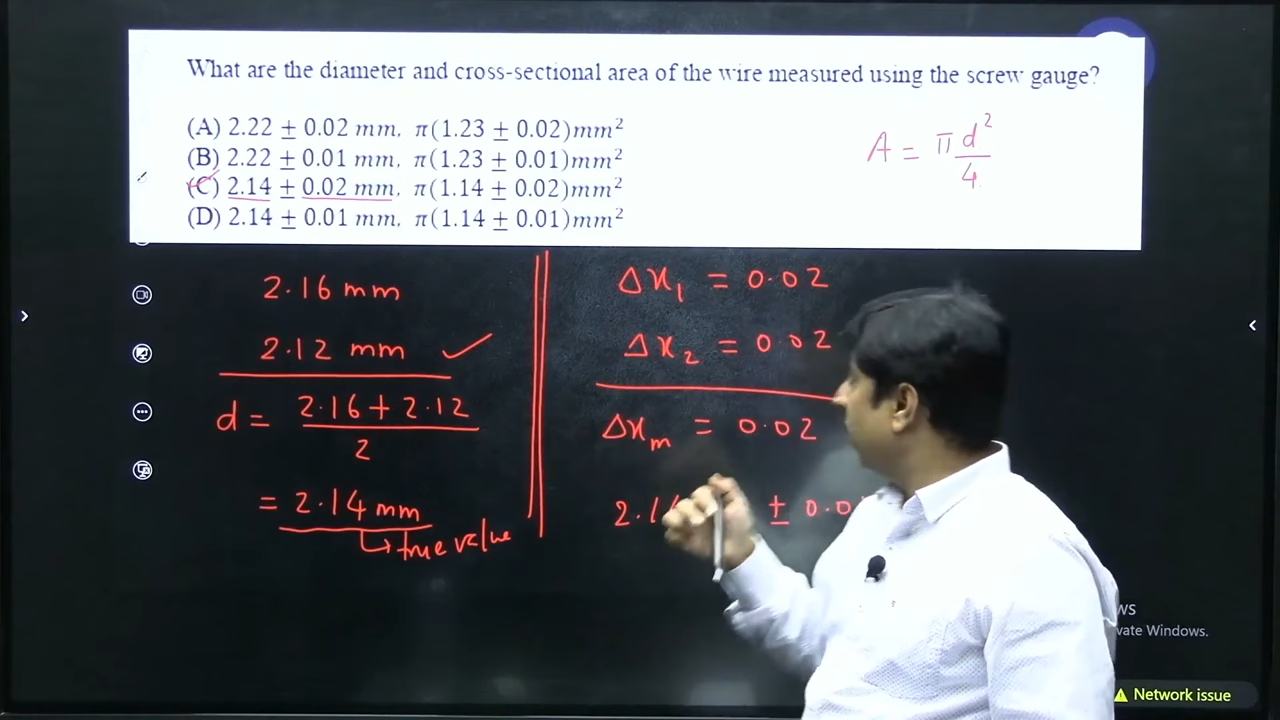 What are the diameter and cross-sectional area of the wire measured using the screw gauge?
(A) 2.22 ± 0.02 mm, π(1.23 ± 0.02)mm²
(B) 2.22 ± 0.01 mm, π(1.23 ± 0.01)mm²
(C) 2.14 ± 0.02 mm, π(1.14 ± 0.02)mm²
(D) 2.14 ± 0.01 mm, π(1.14 ± 0.01)mm²
A = πd²/4
2.16 mm
2.12 mm ✓
d = (2.16 + 2.12)/2
= 2.14 mm
↳ true value
Δx₁ = 0.02
Δx₂ = 0.02
Δxₘ = 0.02
± 0.0
vate Windows.
Network issue